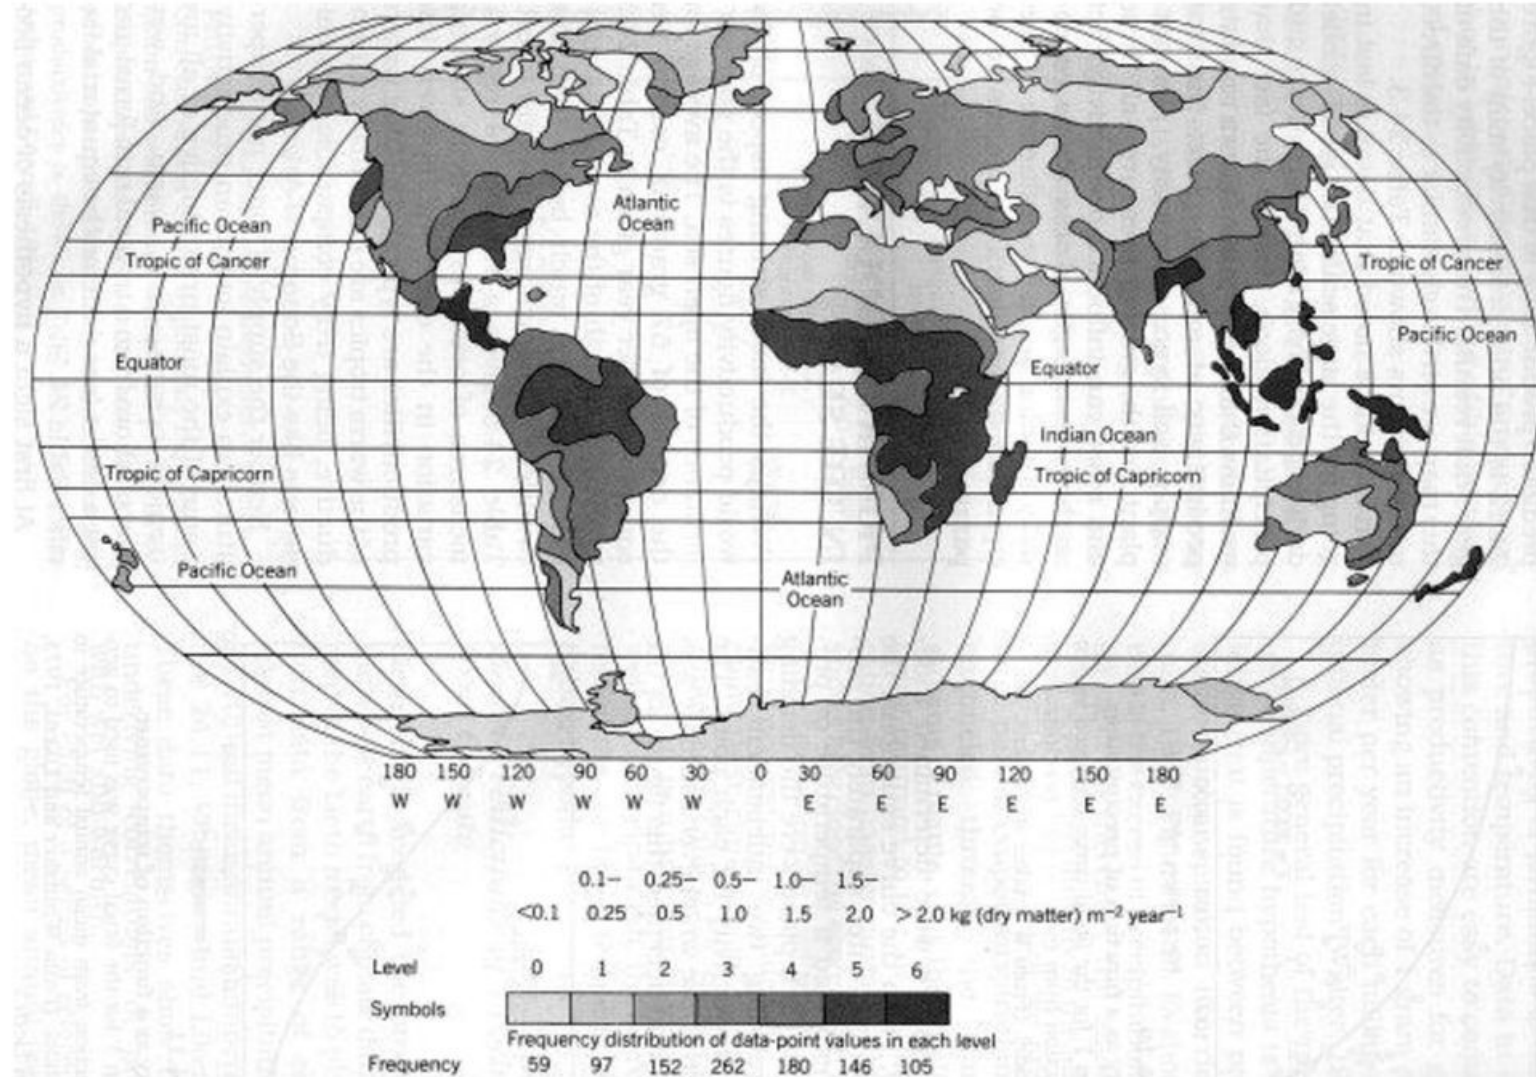 Atlantic
Ocean
Pacific Ocean
Tropic of Cancer
Tropic of Cancer
Pacific Ocean
Equator
Equator
Indian Ocean
Tropic of Capricorn
Tropic of Capricorn
Pacific Ocean
Atlantic
Ocean
180 150 120 90 60 30 0 30 60 90 120 150 180
W W W W W W E E E E E E
0.1– 0.25– 0.5– 1.0– 1.5–
<0.1 0.25 0.5 1.0 1.5 2.0 > 2.0 kg (dry matter) m⁻² year⁻¹
Level 0 1 2 3 4 5 6
Symbols
Frequency distribution of data-point values in each level
Frequency 59 97 152 262 180 146 105